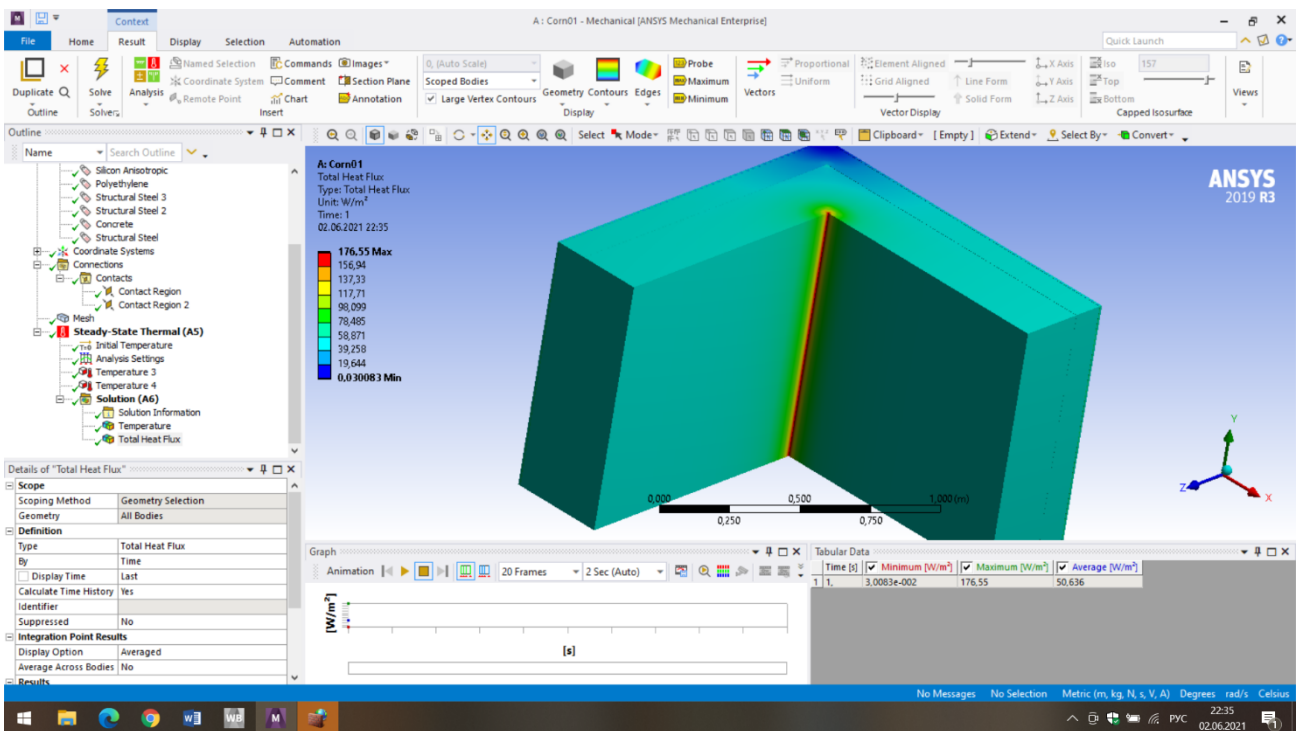 Context
A : Corn01 - Mechanical [ANSYS Mechanical Enterprise]
File Home Result Display Selection Automation
Quick Launch
Duplicate
Outline
Solve
Solver
Analysis
Named Selection
Coordinate System
Remote Point
Commands
Comment
Chart
Images
Section Plane
Annotation
Insert
0, (Auto Scale)
Scoped Bodies
Large Vertex Contours
Geometry Contours Edges
Display
Probe
Maximum
Minimum
Vectors
Proportional
Uniform
Element Aligned
Grid Aligned
Line Form
Solid Form
X Axis
Y Axis
Z Axis
Vector Display
Iso 157
Top
Bottom
Capped Isosurface
Views
Outline
Name Search Outline
Select Mode Clipboard [ Empty ] Extend Select By Convert
Silicon Anisotropic
Polyethylene
Structural Steel 3
Structural Steel 2
Concrete
Structural Steel
Coordinate Systems
Connections
Contacts
Contact Region
Contact Region 2
Mesh
Steady-State Thermal (A5)
Initial Temperature
Analysis Settings
Temperature 3
Temperature 4
Solution (A6)
Solution Information
Temperature
Total Heat Flux
A: Corn01
Total Heat Flux
Type: Total Heat Flux
Unit: W/m²
Time: 1
02.06.2021 22:35
176,55 Max
156,94
137,33
117,71
98,099
78,485
58,871
39,258
19,644
0,030083 Min
ANSYS
2019 R3
Y
Z
X
0,000 0,500 1,000 (m)
0,250 0,750
Details of "Total Heat Flux"
Scope
Scoping Method Geometry Selection
Geometry All Bodies
Definition
Type Total Heat Flux
By Time
Display Time Last
Calculate Time History Yes
Identifier
Suppressed No
Integration Point Results
Display Option Averaged
Average Across Bodies No
Results
Graph
Animation 20 Frames 2 Sec (Auto)
[W/m²]
[s]
Tabular Data
Time [s] Minimum [W/m²] Maximum [W/m²] Average [W/m²]
1 1, 3,0083e-002 176,55 50,636
No Messages No Selection Metric (m, kg, N, s, V, A) Degrees rad/s Celsius
WB M
РУС
22:35
02.06.2021